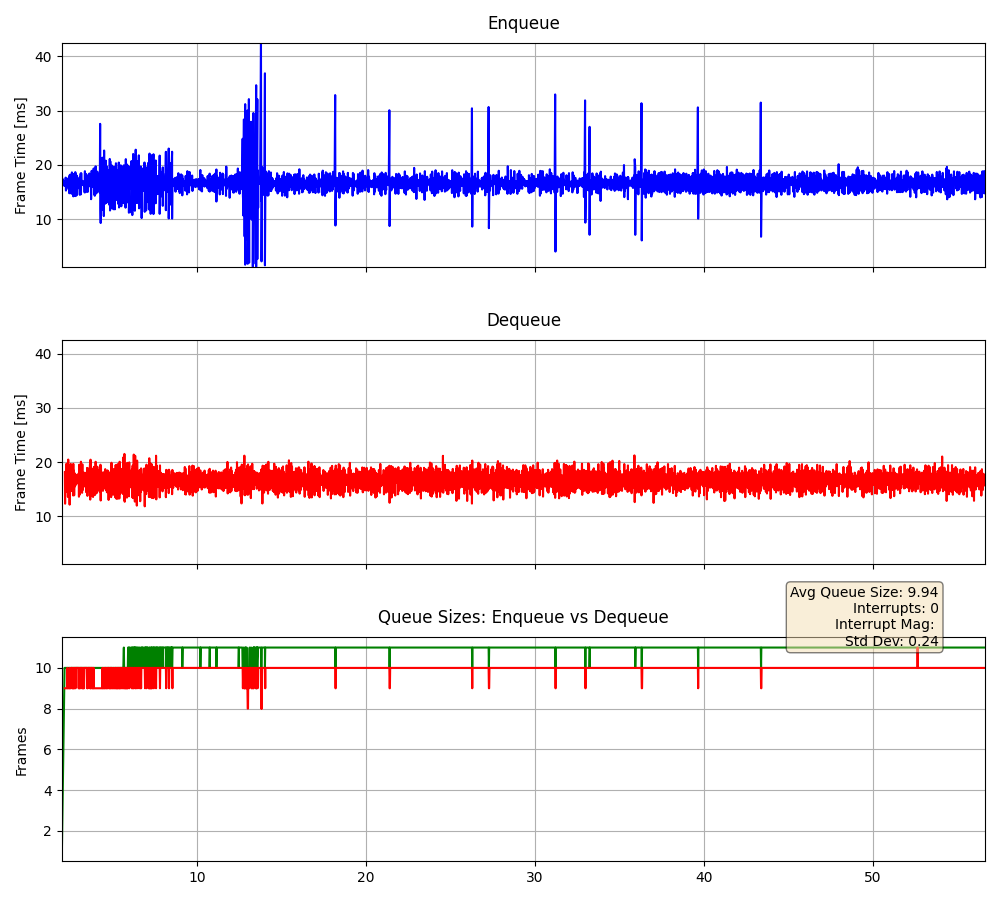 Enqueue
Frame Time [ms]
40
30
20
10
Dequeue
Frame Time [ms]
40
30
20
10
Avg Queue Size: 9.94
Interrupts: 0
Interrupt Mag:
Std Dev: 0.24
Queue Sizes: Enqueue vs Dequeue
Frames
10
8
6
4
2
10 20 30 40 50